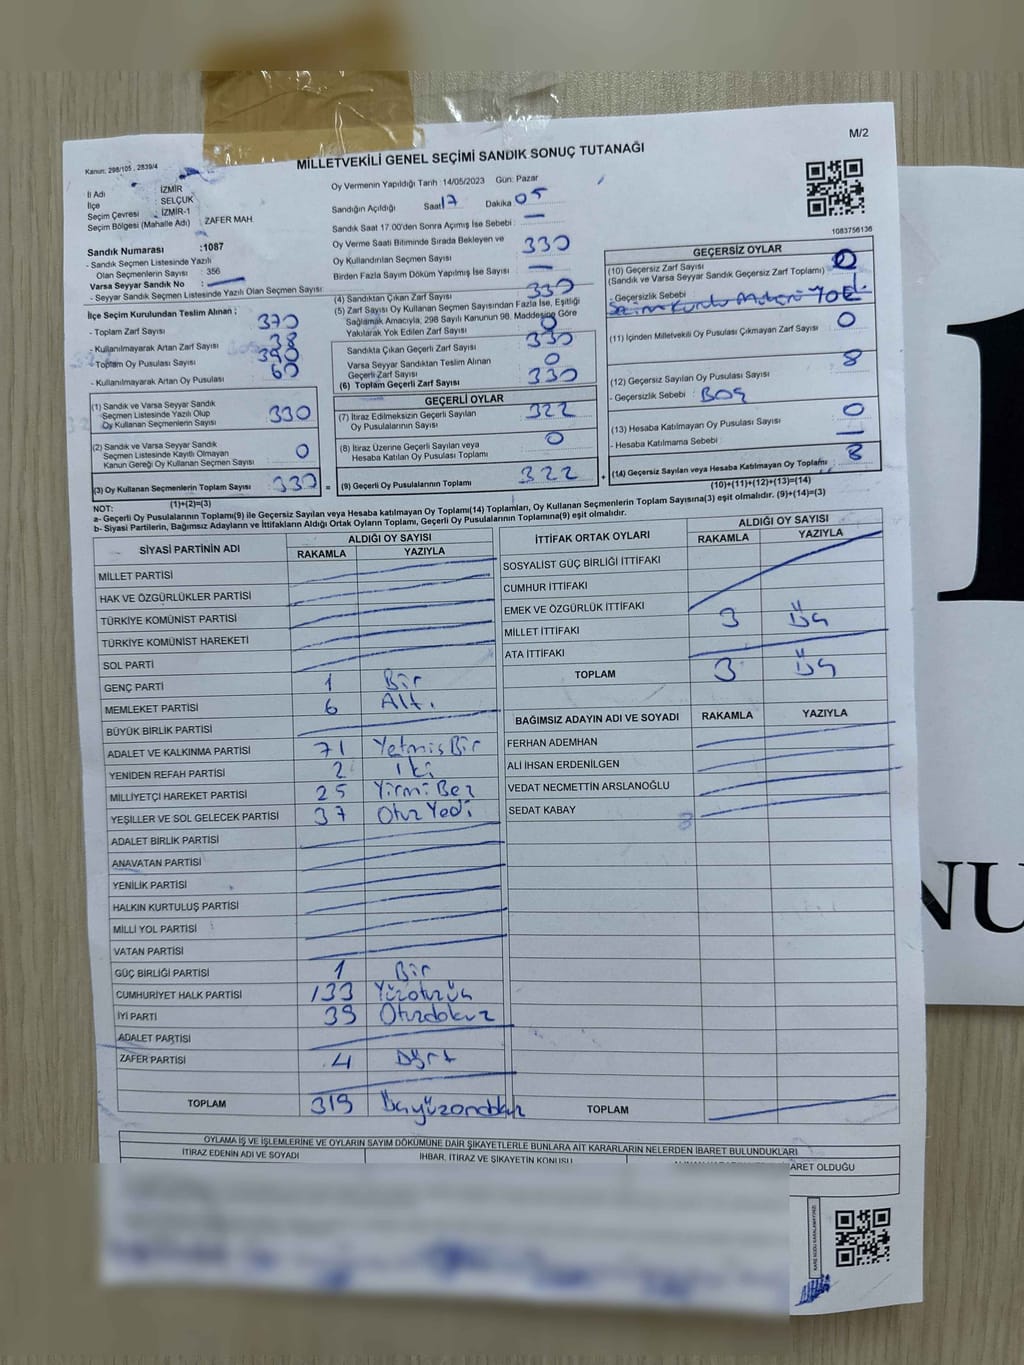 M/2
Kanun: 298/105 , 2839/4
MİLLETVEKİLİ GENEL SEÇİMİ SANDIK SONUÇ TUTANAĞI
İl Adı : İZMİR
İlçe : SELÇUK
Seçim Çevresi : İZMİR-1
Seçim Bölgesi (Mahalle Adı) : ZAFER MAH
Sandık Numarası :1087
- Sandık Seçmen Listesinde Yazılı
Olan Seçmenlerin Sayısı : 356
Varsa Seyyar Sandık No : —
- Seyyar Sandık Seçmen Listesinde Yazılı Olan Seçmen Sayısı
İlçe Seçim Kurulundan Teslim Alınan ;
- Toplam Zarf Sayısı : 370
- Kullanılmayarak Artan Zarf Sayısı :
- Toplam Oy Pusulası Sayısı : 390
- Kullanılmayarak Artan Oy Pusulası : 60
(1) Sandık ve Varsa Seyyar Sandık
Seçmen Listesinde Yazılı Olup
Oy Kullanan Seçmenlerin Sayısı : 330
(2) Sandık ve Varsa Seyyar Sandık
Seçmen Listesinde Kayıtlı Olmayan
Kanun Gereği Oy Kullanan Seçmen Sayısı : 0
(3) Oy Kullanan Seçmenlerin Toplam Sayısı : 330 =
Oy Vermenin Yapıldığı Tarih :14/05/2023 Gün: Pazar
Sandığın Açıldığı Saat 17 Dakika 05
Sandık Saat 17.00'den Sonra Açımış İse Sebebi : —
Oy Verme Saati Bitiminde Sırada Bekleyen ve
Oy Kullandırılan Seçmen Sayısı : 330
Birden Fazla Sayım Döküm Yapılmış İse Sayısı : —
(4) Sandıktan Çıkan Zarf Sayısı : 330
(5) Zarf Sayısı Oy Kullanan Seçmen Sayısından Fazla İse, Eşitliği
Sağlamak Amacıyla, 298 Sayılı Kanunun 98. Maddesine Göre
Yakılarak Yok Edilen Zarf Sayısı : 0
Sandıkta Çıkan Geçerli Zarf Sayısı : 330
Varsa Seyyar Sandıktan Teslim Alınan
Geçerli Zarf Sayısı : 0
(6) Toplam Geçerli Zarf Sayısı : 330
GEÇERLİ OYLAR
(7) İtiraz Edilmeksizin Geçerli Sayılan
Oy Pusulalarının Sayısı : 322
(8) İtiraz Üzerine Geçerli Sayılan veya
Hesaba Katılan Oy Pusulası Toplamı : 0
(9) Geçerli Oy Pusulalarının Toplamı : 322 +
1083756136
GEÇERSİZ OYLAR
(10) Geçersiz Zarf Sayısı
(Sandık ve Varsa Seyyar Sandık Geçersiz Zarf Toplamı) : 0
- Geçersizlik Sebebi :
(11) İçinden Milletvekili Oy Pusulası Çıkmayan Zarf Sayısı : 0
(12) Geçersiz Sayılan Oy Pusulası Sayısı : 8
- Geçersizlik Sebebi : BOŞ
(13) Hesaba Katılmayan Oy Pusulası Sayısı : 0
- Hesaba Katılmama Sebebi : —
(14) Geçersiz Sayılan veya Hesaba Katılmayan Oy Toplamı : 8
NOT: (1)+(2)=(3) (10)+(11)+(12)+(13)=(14)
a- Geçerli Oy Pusulalarının Toplamı(9) ile Geçersiz Sayılan veya Hesaba katılmayan Oy Toplamı(14) Toplamları, Oy Kullanan Seçmenlerin Toplam Sayısına(3) eşit olmalıdır. (9)+(14)=(3)
b- Siyasi Partilerin, Bağımsız Adayların ve İttifakların Aldığı Ortak Oyların Toplamı, Geçerli Oy Pusulalarının Toplamına(9) eşit olmalıdır.
SİYASİ PARTİNİN ADI ALDIĞI OY SAYISI
RAKAMLA YAZIYLA
MİLLET PARTİSİ
HAK VE ÖZGÜRLÜKLER PARTİSİ
TÜRKİYE KOMÜNİST PARTİSİ
TÜRKİYE KOMÜNİST HAREKETİ
SOL PARTİ
GENÇ PARTİ 1 Bir
MEMLEKET PARTİSİ 6 Altı
BÜYÜK BİRLİK PARTİSİ
ADALET VE KALKINMA PARTİSİ 71 YetmişBir
YENİDEN REFAH PARTİSİ 2 iki
MİLLİYETÇİ HAREKET PARTİSİ 25 YirmiBeş
YEŞİLLER VE SOL GELECEK PARTİSİ 37 OtuzYedi
ADALET BİRLİK PARTİSİ
ANAVATAN PARTİSİ
YENİLİK PARTİSİ
HALKIN KURTULUŞ PARTİSİ
MİLLİ YOL PARTİSİ
VATAN PARTİSİ
GÜÇ BİRLİĞİ PARTİSİ 1 Bir
CUMHURİYET HALK PARTİSİ 133 Yüzotuzüç
İYİ PARTİ 39 Otuzdokuz
ADALET PARTİSİ
ZAFER PARTİSİ 4 Dört
TOPLAM 319 Üçyüzondokuz
İTTİFAK ORTAK OYLARI ALDIĞI OY SAYISI
RAKAMLA YAZIYLA
SOSYALİST GÜÇ BİRLİĞİ İTTİFAKI
CUMHUR İTTİFAKI
EMEK VE ÖZGÜRLÜK İTTİFAKI
MİLLET İTTİFAKI 3 Üç
ATA İTTİFAKI
TOPLAM 3 Üç
BAĞIMSIZ ADAYIN ADI VE SOYADI RAKAMLA YAZIYLA
FERHAN ADEMHAN
ALİ İHSAN ERDENİLGEN
VEDAT NECMETTİN ARSLANOĞLU
SEDAT KABAY
TOPLAM
OYLAMA İŞ VE İŞLEMLERİNE VE OYLARIN SAYIM DÖKÜMÜNE DAİR ŞİKAYETLERLE BUNLARA AİT KARARLARIN NELERDEN İBARET BULUNDUKLARI
İTİRAZ EDENİN ADI VE SOYADI İHBAR, İTİRAZ VE ŞİKAYETİN KONUSU
OLDUĞU
NU